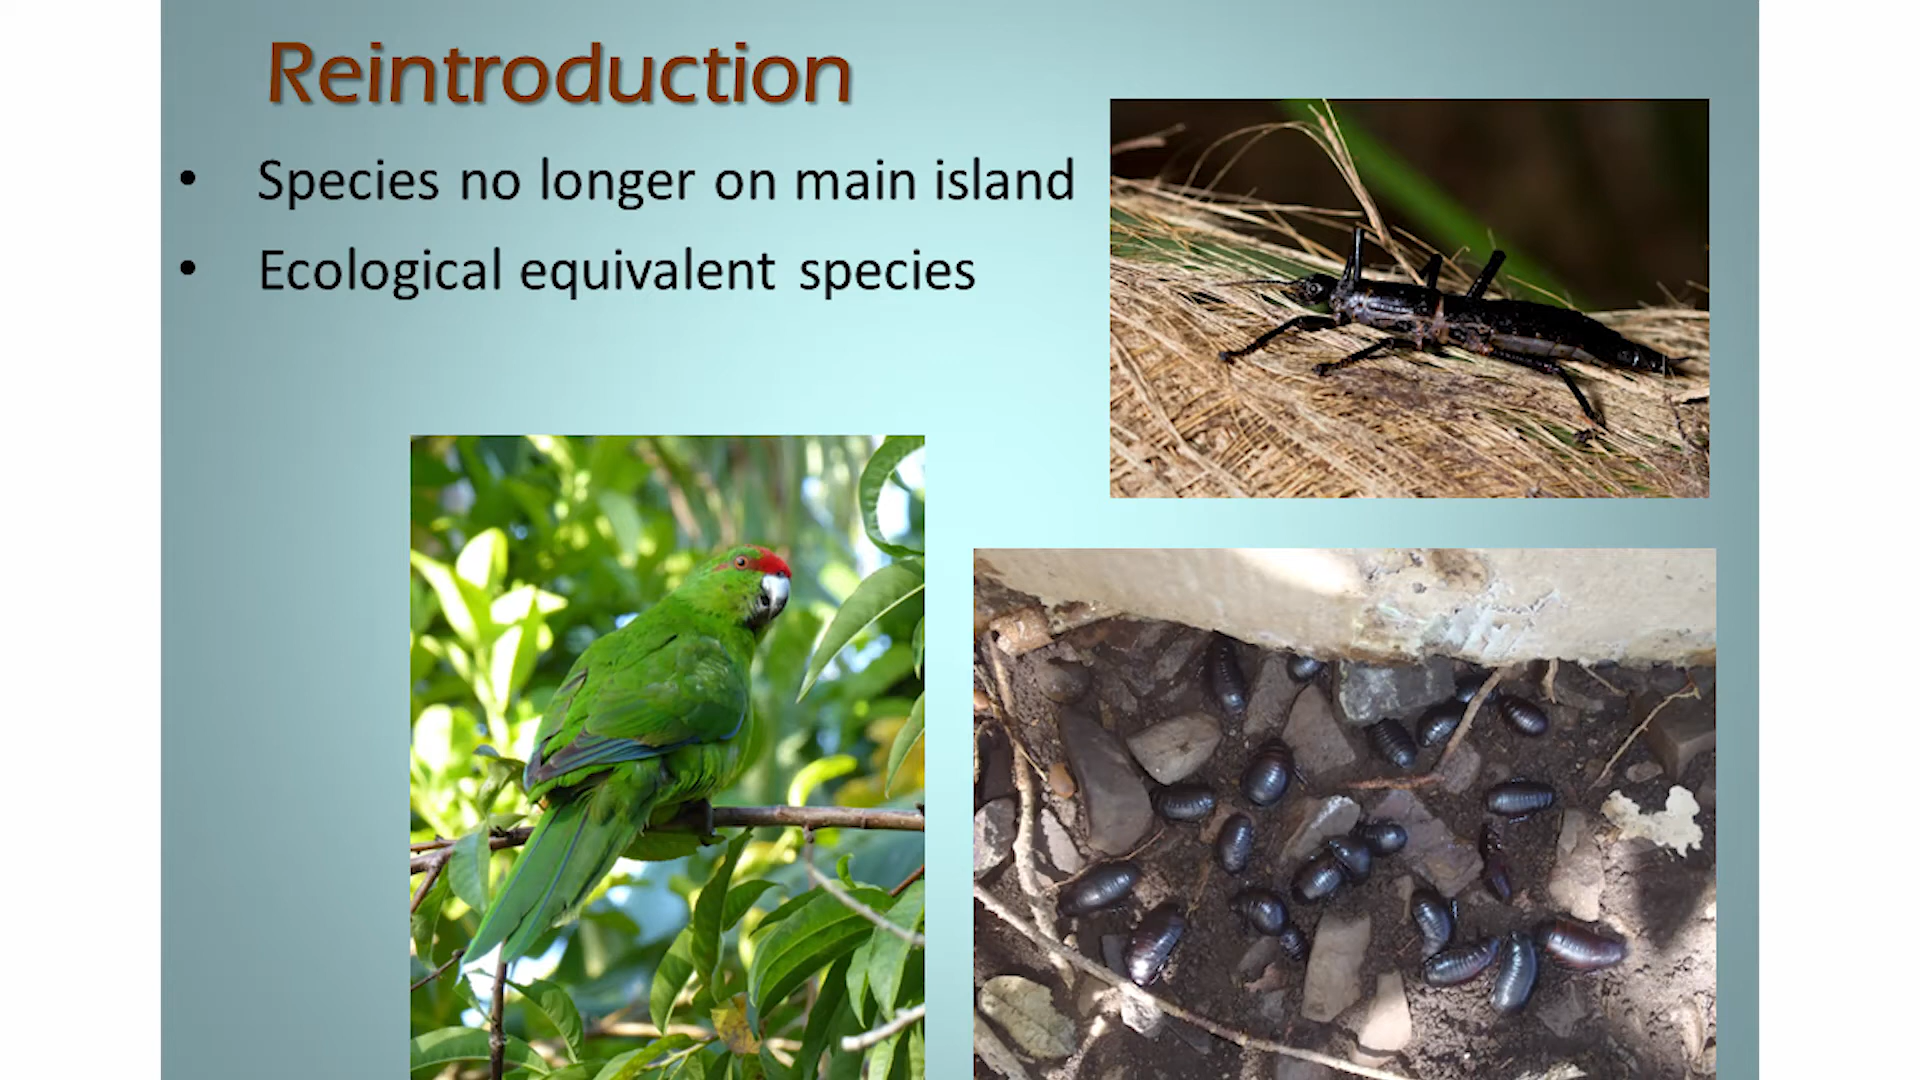 Reintroduction
• Species no longer on main island
• Ecological equivalent species